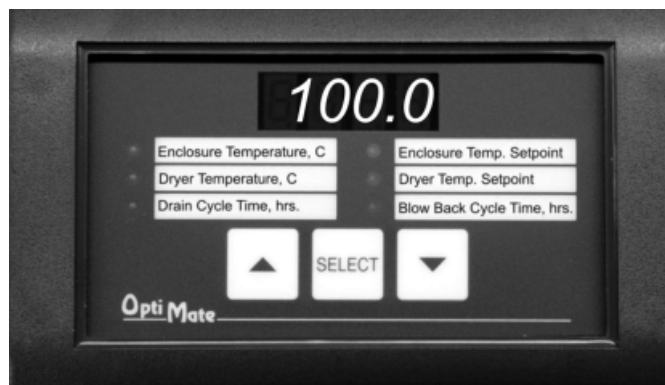 100.0
Enclosure Temperature, C
Enclosure Temp. Setpoint
Dryer Temperature, C
Dryer Temp. Setpoint
Drain Cycle Time, hrs.
Blow Back Cycle Time, hrs.
SELECT
Opti Mate